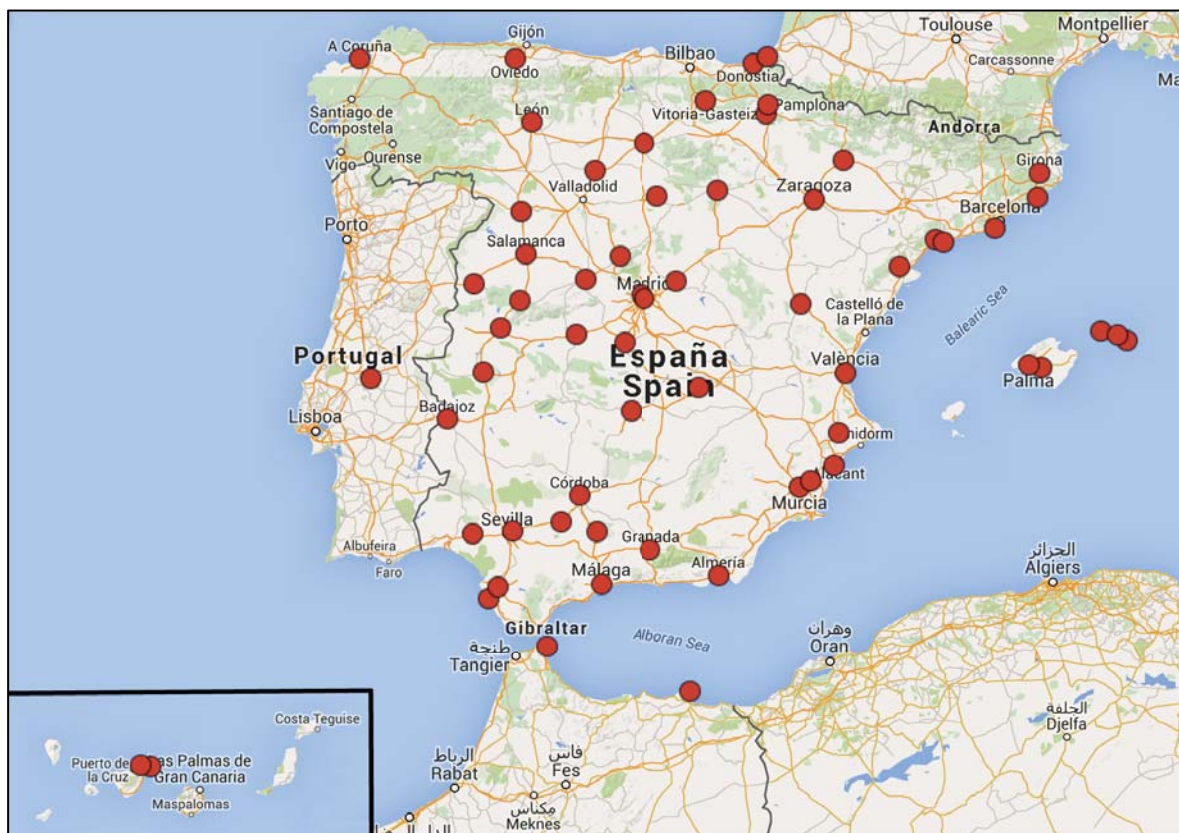 Toulouse
Montpellier
Gijón
A Coruña
Bilbao
Carcassonne
Oviedo
Donostia
Ma
Santiago de
Compostela
León
Vitoria-Gasteiz
Pamplona
Andorra
Ourense
Vigo
Girona
Valladolid
Zaragoza
Barcelona
Porto
Salamanca
Madrid
Castelló de
la Plana
Balearic Sea
Portugal
España
Spain
València
Palma
Badajoz
Lisboa
nidorm
Alacant
Córdoba
Murcia
Sevilla
Granada
Albufeira
Faro
Almería
Málaga
الجزائر
Algiers
Gibraltar
Alboran Sea
وهران
Oran
طنجة
Tangier
الجلفة
Djelfa
Costa Teguise
الرباط
Rabat
فاس
Fes
Puerto de
la Cruz
as Palmas de
Gran Canaria
Maspalomas
مكناس
Meknes